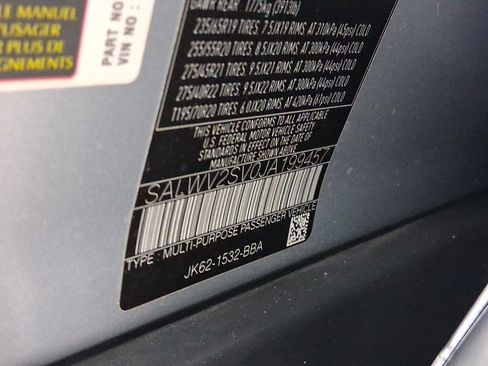 LE MANUEL
'USAGER
PLUS DE
IGNEMENTS
PART NO
VIN NO :
GAWR REAR 1775kg (3913lb)
235/65R19 TIRES. 7.5JX19 RIMS. AT 310kPa (45psi) COLD
255/55R20 TIRES. 8.5JX20 RIMS. AT 300kPa (44psi) COLD
275/45R21 TIRES. 9.5JX21 RIMS. AT 300kPa (44psi) COLD
275/40R22 TIRES. 9.5JX22 RIMS. AT 300kPa (44psi) COLD
T195/70R20 TIRES. 6.0JX20 RIMS. AT 420kPa (61psi) COLD
THIS VEHICLE CONFORMS TO ALL APPLICABLE
U.S. FEDERAL MOTOR VEHICLE SAFETY
STANDARDS IN EFFECT ON THE DATE OF
SALWV2SV0JA199457
TYPE : MULTI-PURPOSE PASSENGER VEHICLE
JK62-1532-BBA